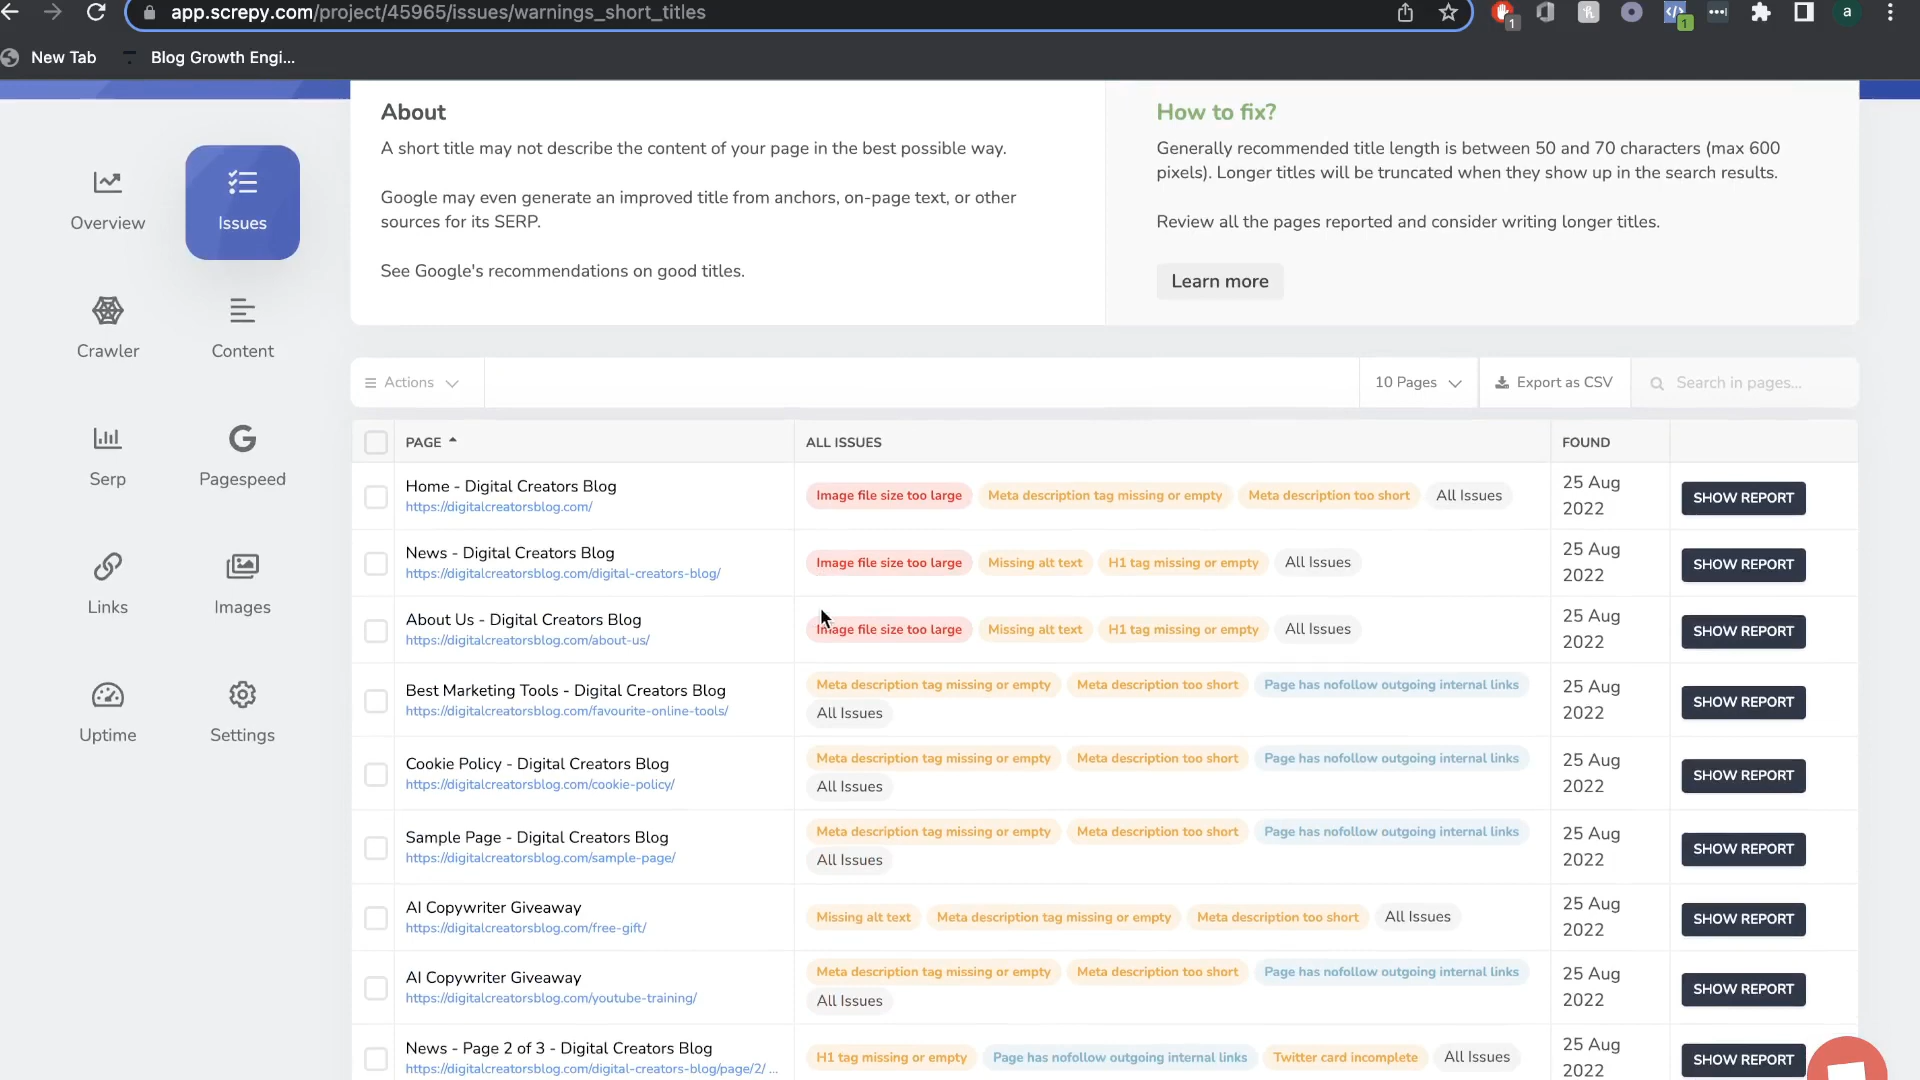 app.screpy.com/project/45965/issues/warnings_short_titles
1
1
a
New Tab
Blog Growth Engi...
About
A short title may not describe the content of your page in the best possible way.
Google may even generate an improved title from anchors, on-page text, or other
sources for its SERP.
See Google's recommendations on good titles.
How to fix?
Generally recommended title length is between 50 and 70 characters (max 600
pixels). Longer titles will be truncated when they show up in the search results.
Review all the pages reported and consider writing longer titles.
Learn more
Overview
Issues
Crawler
Content
Serp
Pagespeed
Links
Images
Uptime
Settings
Actions
10 Pages
Export as CSV
Search in pages...
PAGE
ALL ISSUES
FOUND
Home - Digital Creators Blog
https://digitalcreatorsblog.com/
Image file size too large
Meta description tag missing or empty
Meta description too short
All Issues
25 Aug
2022
SHOW REPORT
News - Digital Creators Blog
https://digitalcreatorsblog.com/digital-creators-blog/
Image file size too large
Missing alt text
H1 tag missing or empty
All Issues
25 Aug
2022
SHOW REPORT
About Us - Digital Creators Blog
https://digitalcreatorsblog.com/about-us/
Image file size too large
Missing alt text
H1 tag missing or empty
All Issues
25 Aug
2022
SHOW REPORT
Best Marketing Tools - Digital Creators Blog
https://digitalcreatorsblog.com/favourite-online-tools/
Meta description tag missing or empty
Meta description too short
Page has nofollow outgoing internal links
All Issues
25 Aug
2022
SHOW REPORT
Cookie Policy - Digital Creators Blog
https://digitalcreatorsblog.com/cookie-policy/
Meta description tag missing or empty
Meta description too short
Page has nofollow outgoing internal links
All Issues
25 Aug
2022
SHOW REPORT
Sample Page - Digital Creators Blog
https://digitalcreatorsblog.com/sample-page/
Meta description tag missing or empty
Meta description too short
Page has nofollow outgoing internal links
All Issues
25 Aug
2022
SHOW REPORT
AI Copywriter Giveaway
https://digitalcreatorsblog.com/free-gift/
Missing alt text
Meta description tag missing or empty
Meta description too short
All Issues
25 Aug
2022
SHOW REPORT
AI Copywriter Giveaway
https://digitalcreatorsblog.com/youtube-training/
Meta description tag missing or empty
Meta description too short
Page has nofollow outgoing internal links
All Issues
25 Aug
2022
SHOW REPORT
News - Page 2 of 3 - Digital Creators Blog
https://digitalcreatorsblog.com/digital-creators-blog/page/2/ ...
H1 tag missing or empty
Page has nofollow outgoing internal links
Twitter card incomplete
All Issues
25 Aug
2022
SHOW REPORT